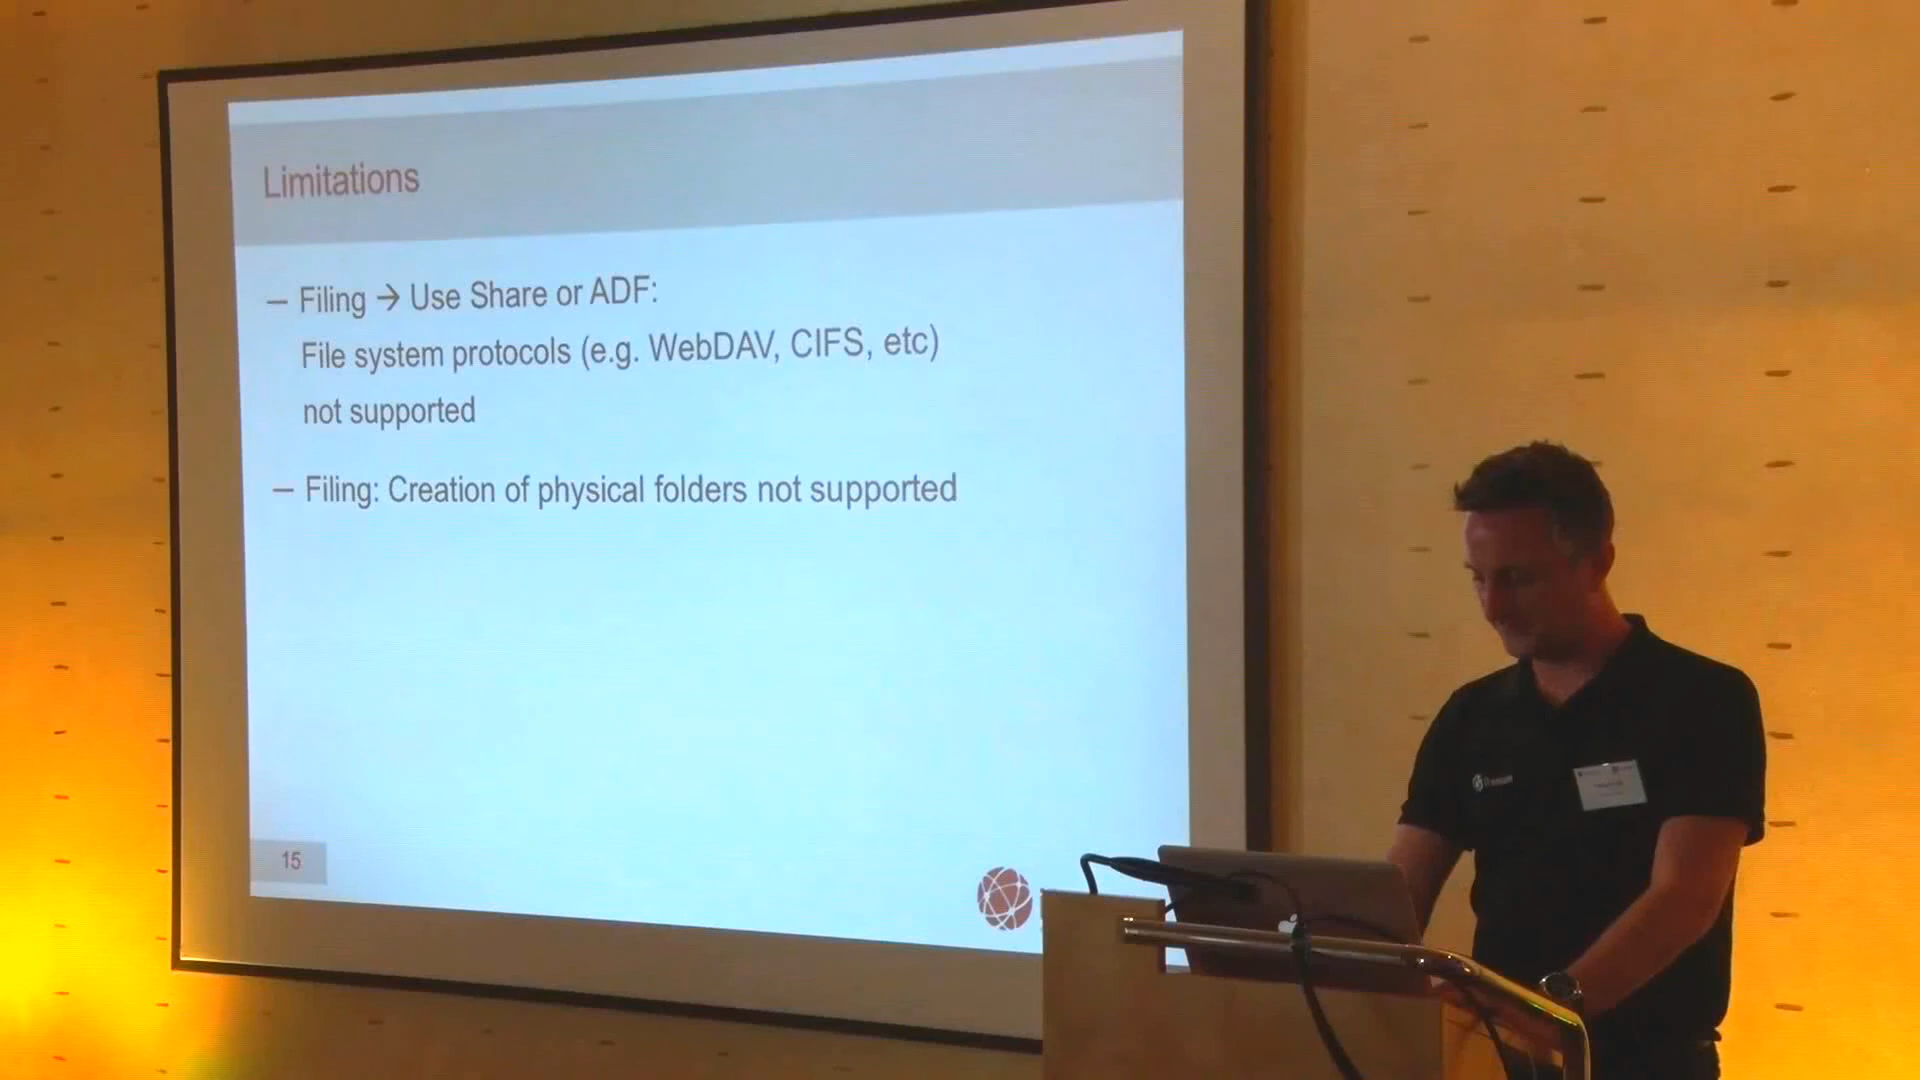 Limitations
– Filing → Use Share or ADF:
File system protocols (e.g. WebDAV, CIFS, etc)
not supported
– Filing: Creation of physical folders not supported
15